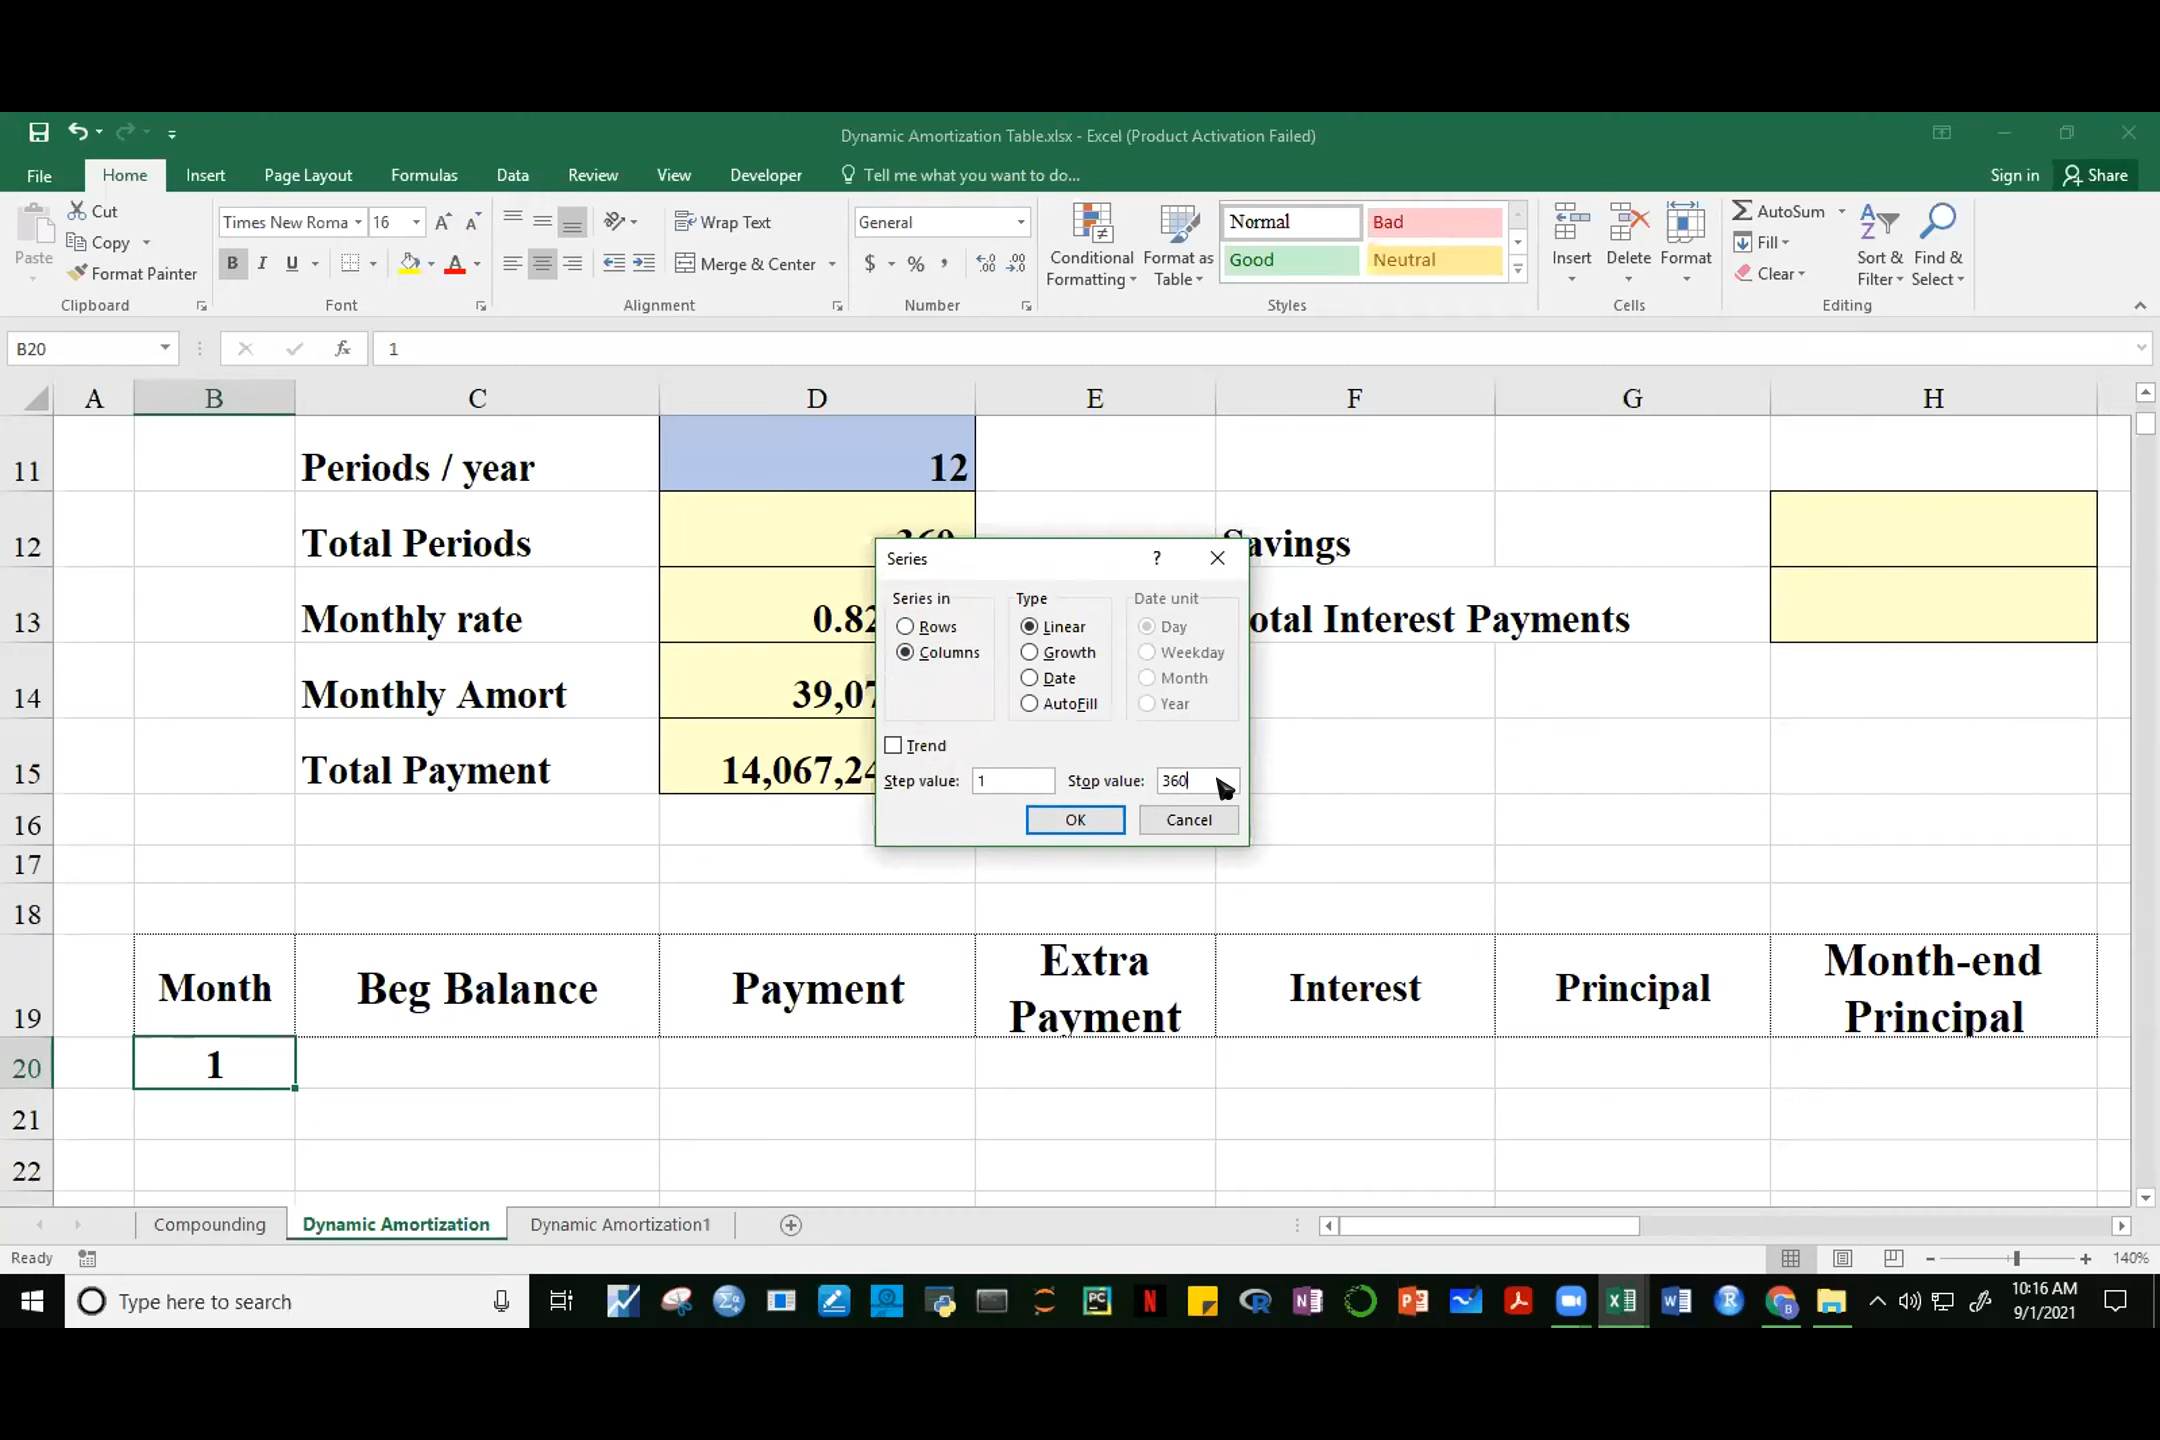 Dynamic Amortization Table.xlsx - Excel (Product Activation Failed)
File Home Insert Page Layout Formulas Data Review View Developer Tell me what you want to do... Sign in Share
Paste
Cut
Copy
Format Painter
Clipboard
Times New Roma 16
B I U A
Font
Wrap Text
Merge & Center
Alignment
General
$ % ,
Number
Conditional Formatting
Format as Table
Normal Bad
Good Neutral
Styles
Insert Delete Format
Cells
AutoSum
Fill
Clear
Sort & Filter
Find & Select
Editing
B20 fx 1
A B C D E F G H
11 Periods / year 12
12 Total Periods 360 Savings
13 Monthly rate 0.82 otal Interest Payments
14 Monthly Amort 39,07
15 Total Payment 14,067,24
16
17
18
19 Month Beg Balance Payment Extra Payment Interest Principal Month-end Principal
20 1
21
22
Series ?
Series in
Rows
Columns
Type
Linear
Growth
Date
AutoFill
Date unit
Day
Weekday
Month
Year
Trend
Step value: 1 Stop value: 360
OK Cancel
Compounding Dynamic Amortization Dynamic Amortization1
Ready 140%
Type here to search
10:16 AM
9/1/2021